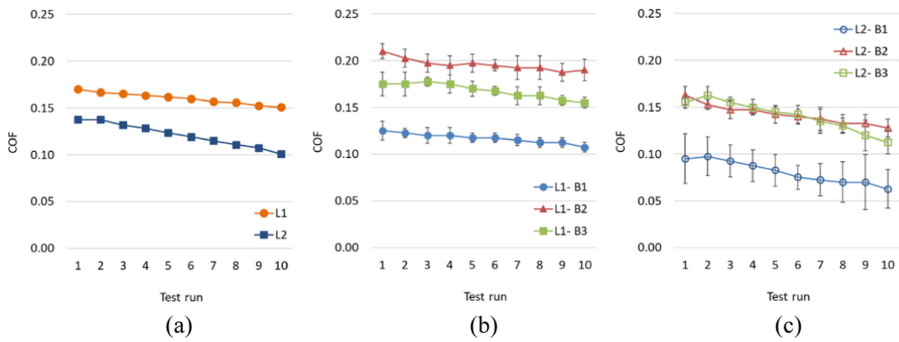 0.25
0.20
0.15
0.10
0.05
0.00
COF
L1
L2
1 2 3 4 5 6 7 8 9 10
Test run
(a)
0.25
0.20
0.15
0.10
0.05
0.00
COF
L1- B1
L1- B2
L1- B3
1 2 3 4 5 6 7 8 9 10
Test run
(b)
0.25
0.20
0.15
0.10
0.05
0.00
COF
L2- B1
L2- B2
L2- B3
1 2 3 4 5 6 7 8 9 10
Test run
(c)